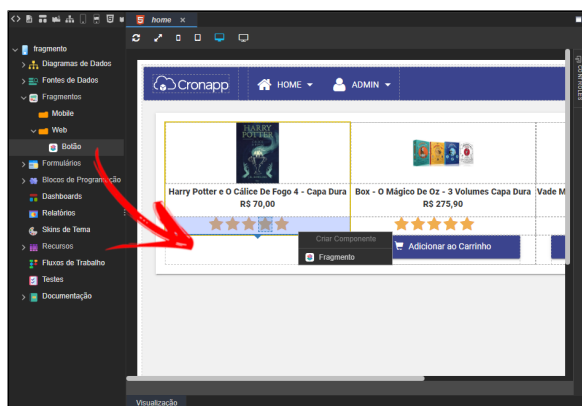 home ×
fragmento
Diagramas de Dados
Fontes de Dados
Fragmentos
Mobile
Web
Botão
Formulários
Blocos de Programação
Dashboards
Relatórios
Skins de Tema
Recursos
Fluxos de Trabalho
Testes
Documentação
Cronapp
HOME
ADMIN
HARRY POTTER
Harry Potter e O Cálice De Fogo 4 - Capa Dura
R$ 70,00
Box - O Mágico De Oz - 3 Volumes Capa Dura
R$ 275,90
Vade M
Criar Componente
Fragmento
Adicionar ao Carrinho
CONTROLES
Visualização